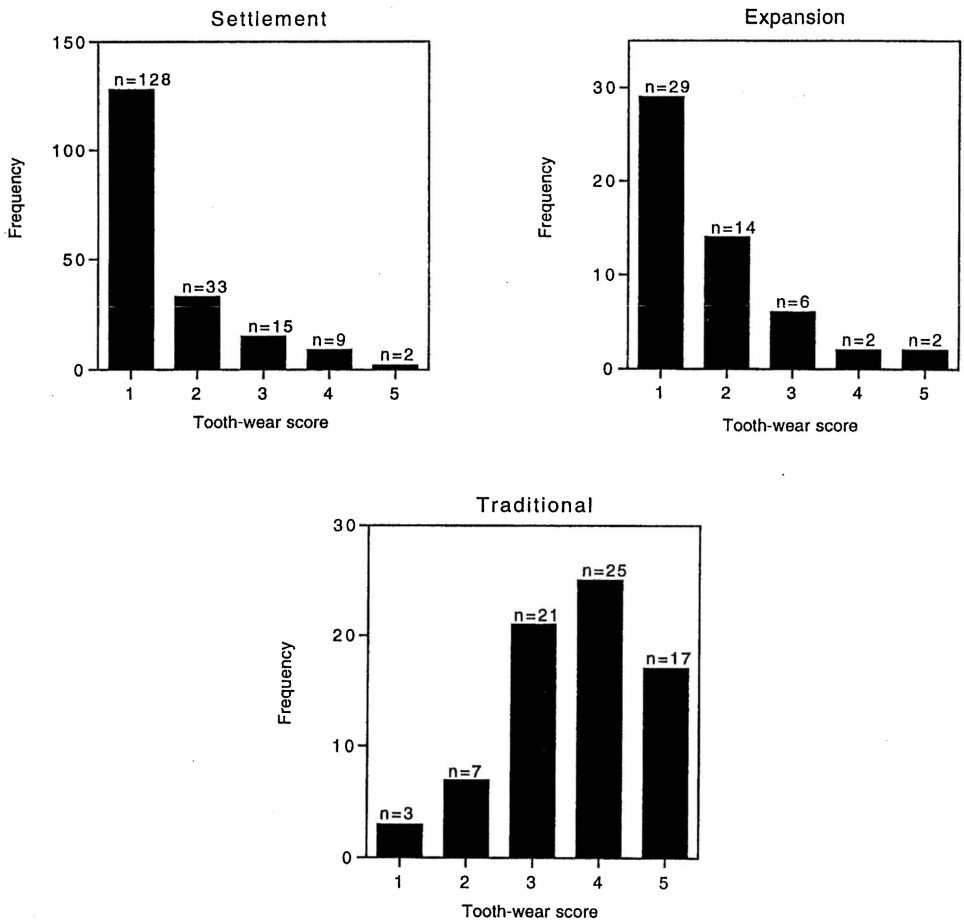 Settlement
150
100
50
0
Frequency
n=128
n=33
n=15
n=9
n=2
1 2 3 4 5
Tooth-wear score
Expansion
30
20
10
0
Frequency
n=29
n=14
n=6
n=2
n=2
1 2 3 4 5
Tooth-wear score
Traditional
30
20
10
0
Frequency
n=3
n=7
n=21
n=25
n=17
1 2 3 4 5
Tooth-wear score